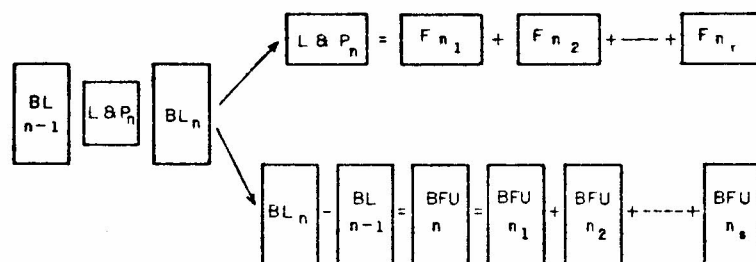 L & P n = F n 1 + F n 2 + ---- + F n r
BL n-1 L & P n BL n
BL n - BL n-1 = BFU n = BFU n 1 + BFU n 2 + ----- + BFU n s